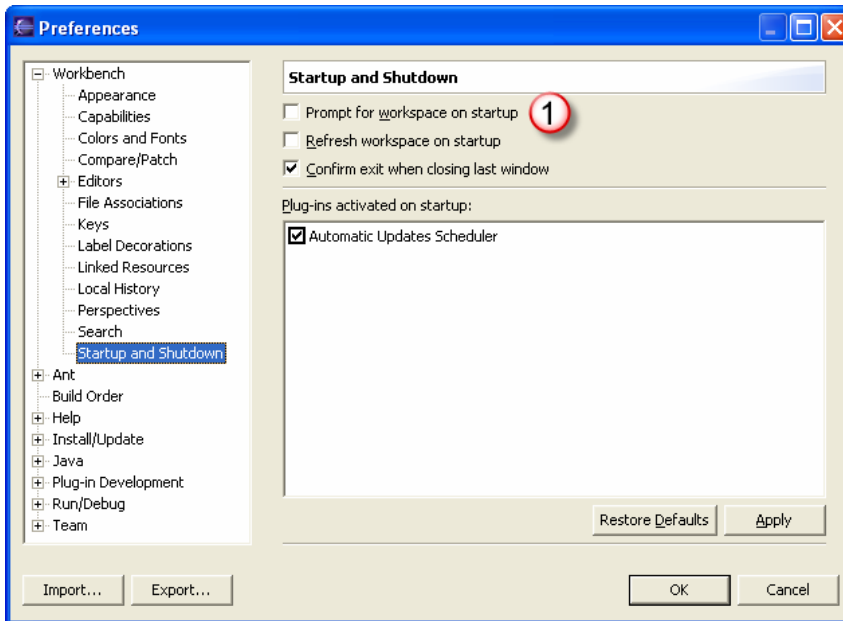 Preferences
Workbench
Appearance
Capabilities
Colors and Fonts
Compare/Patch
Editors
File Associations
Keys
Label Decorations
Linked Resources
Local History
Perspectives
Search
Startup and Shutdown
Ant
Build Order
Help
Install/Update
Java
Plug-in Development
Run/Debug
Team
Startup and Shutdown
Prompt for workspace on startup 1
Refresh workspace on startup
Confirm exit when closing last window
Plug-ins activated on startup:
Automatic Updates Scheduler
Restore Defaults Apply
Import... Export... OK Cancel